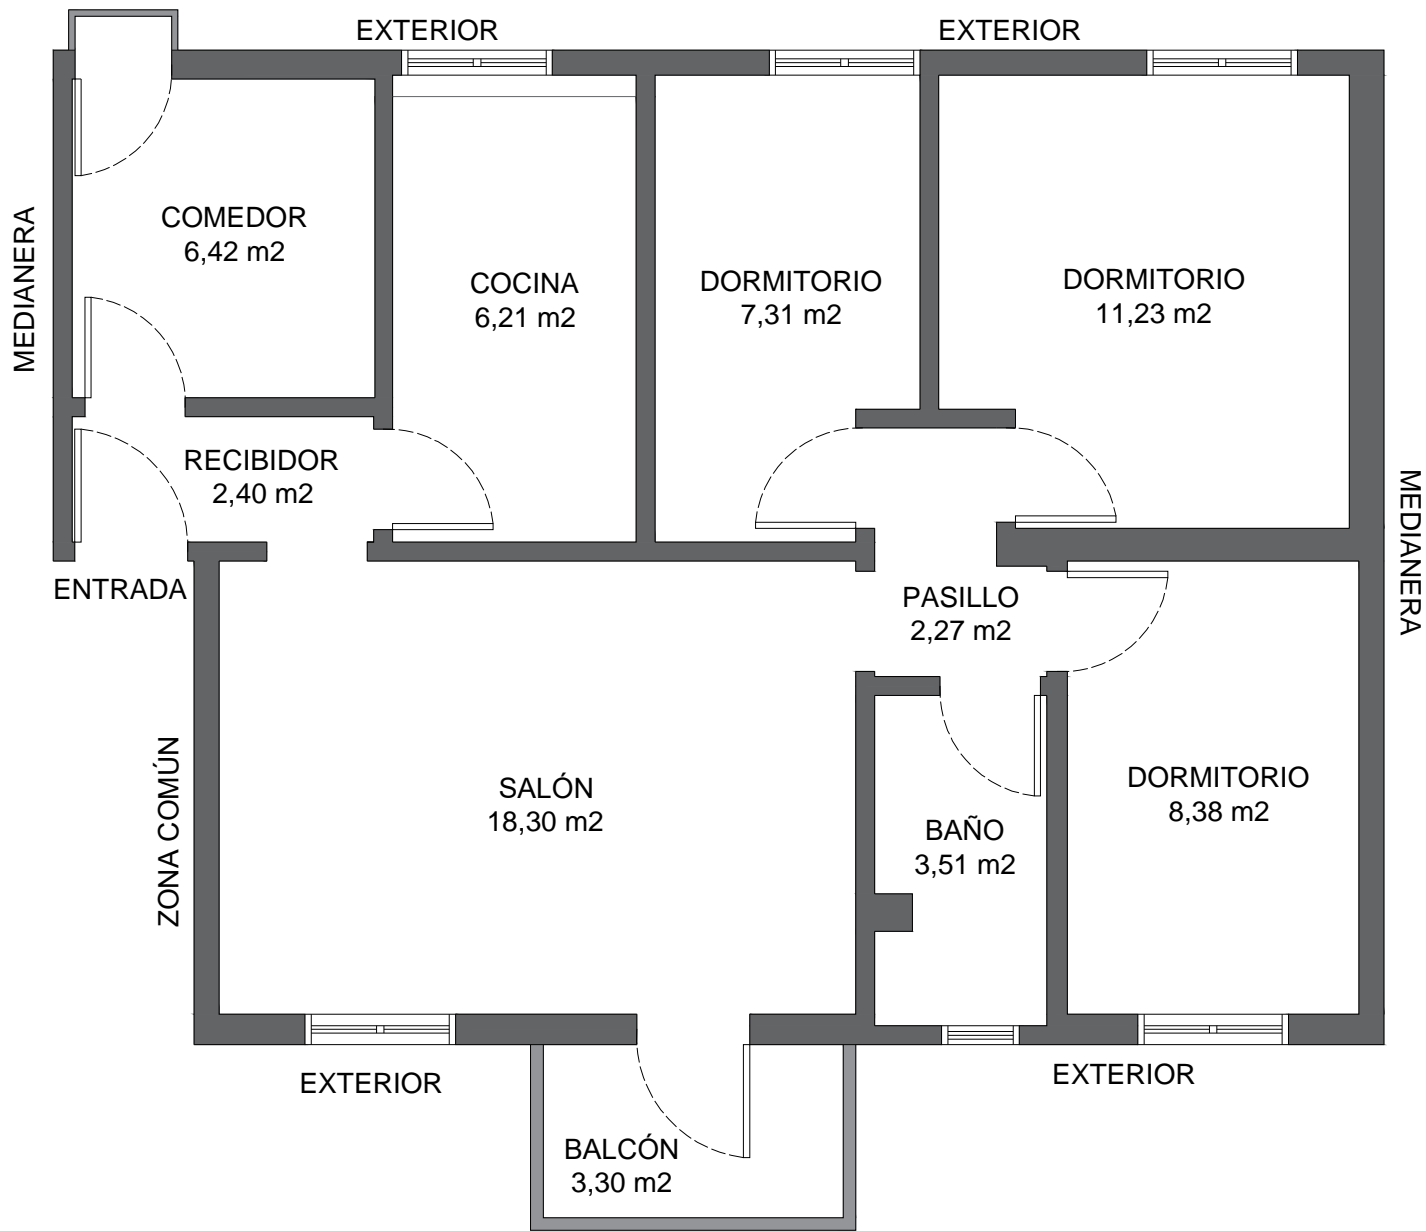 EXTERIOR
EXTERIOR
MEDIANERA
COMEDOR
6,42 m2
COCINA
6,21 m2
DORMITORIO
7,31 m2
DORMITORIO
11,23 m2
RECIBIDOR
2,40 m2
MEDIANERA
ENTRADA
PASILLO
2,27 m2
ZONA COMÚN
SALÓN
18,30 m2
BAÑO
3,51 m2
DORMITORIO
8,38 m2
EXTERIOR
EXTERIOR
BALCÓN
3,30 m2